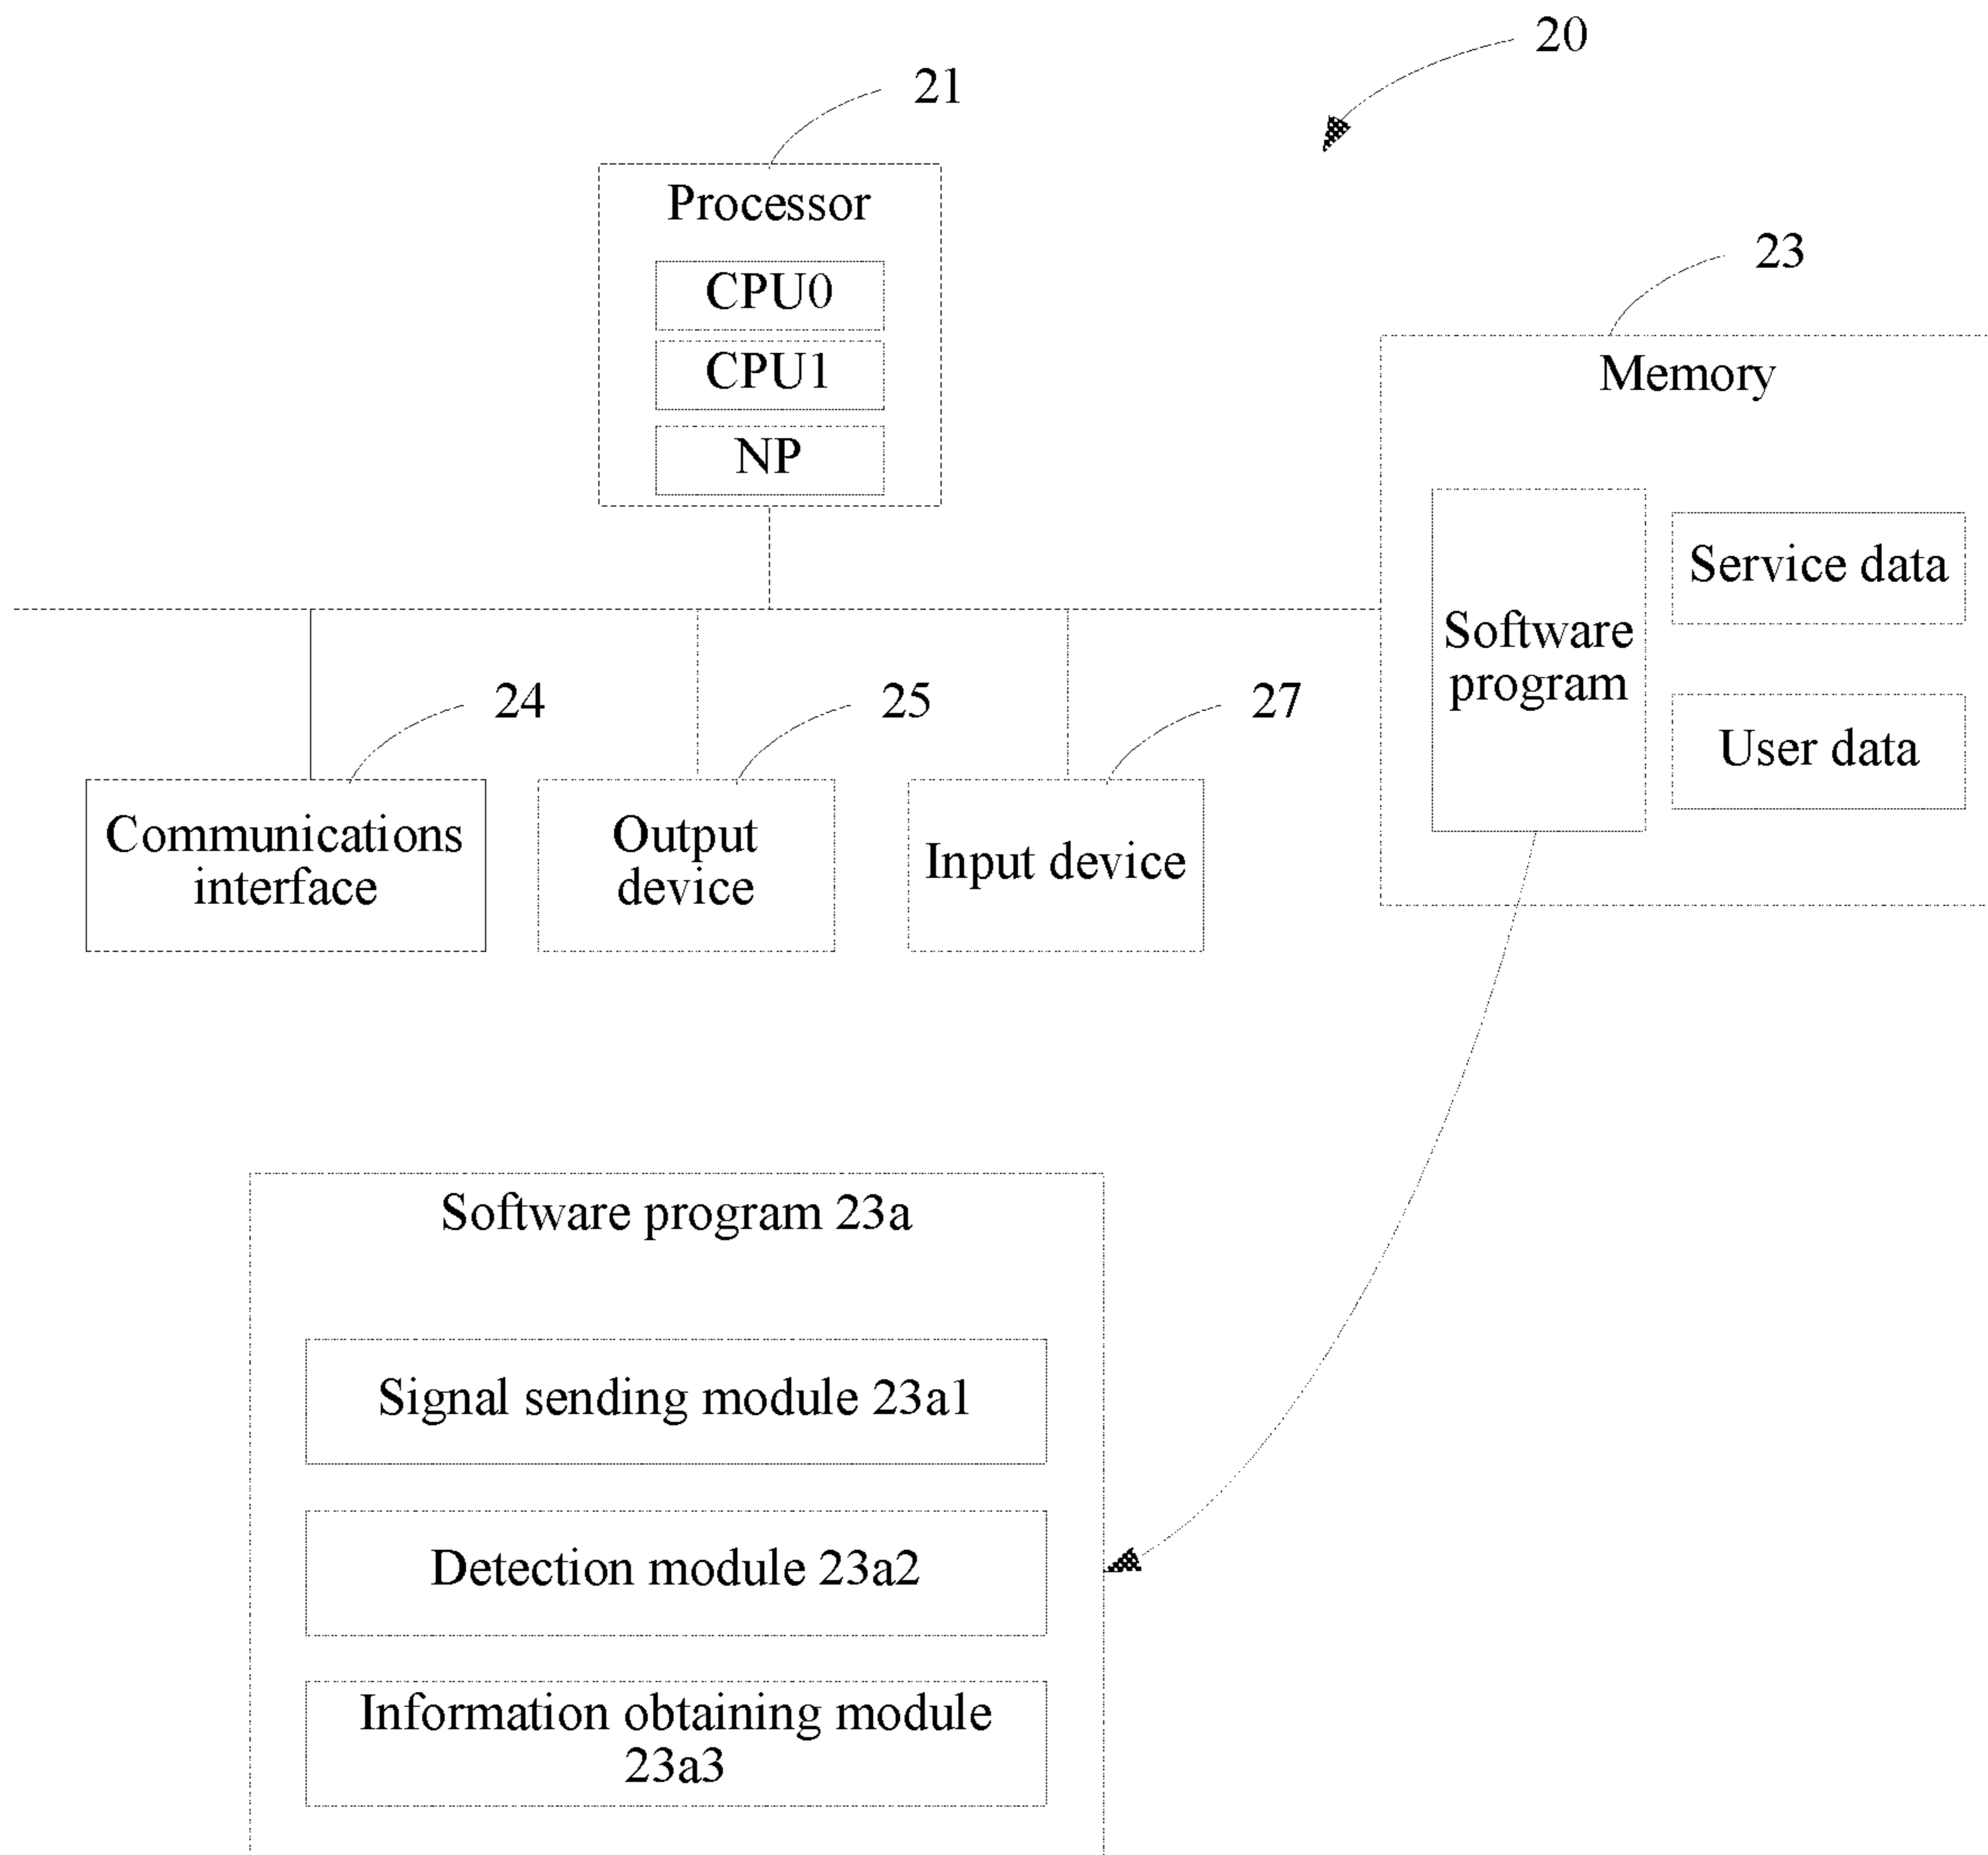 20
21
Processor
CPU0
CPU1
NP
23
Memory
Software
program
Service data
User data
24
25
27
Communications
interface
Output
device
Input device
Software program 23a
Signal sending module 23a1
Detection module 23a2
Information obtaining module
23a3